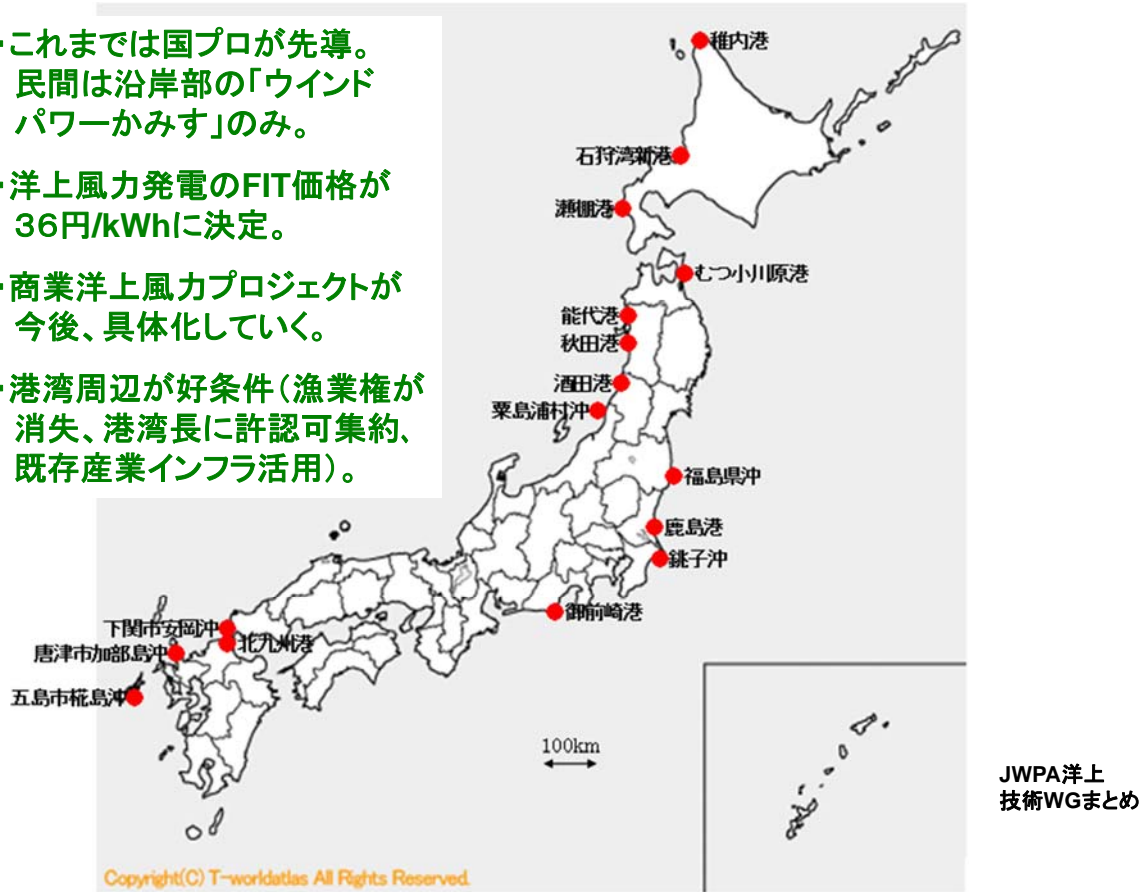 ・これまでは国プロが先導。
民間は沿岸部の「ウインド
パワーかみす」のみ。
・洋上風力発電のFIT価格が
３６円/kWhに決定。
・商業洋上風力プロジェクトが
今後、具体化していく。
・港湾周辺が好条件（漁業権が
消失、港湾長に許認可集約、
既存産業インフラ活用）。
稚内港
石狩湾新港
瀬棚港
むつ小川原港
能代港
秋田港
酒田港
粟島浦村沖
福島県沖
鹿島港
銚子沖
御前崎港
下関市安岡沖
北九州港
唐津市加部島沖
五島市椛島沖
100km
JWPA洋上
技術WGまとめ
Copyright(C) T-worldatlas All Rights Reserved.